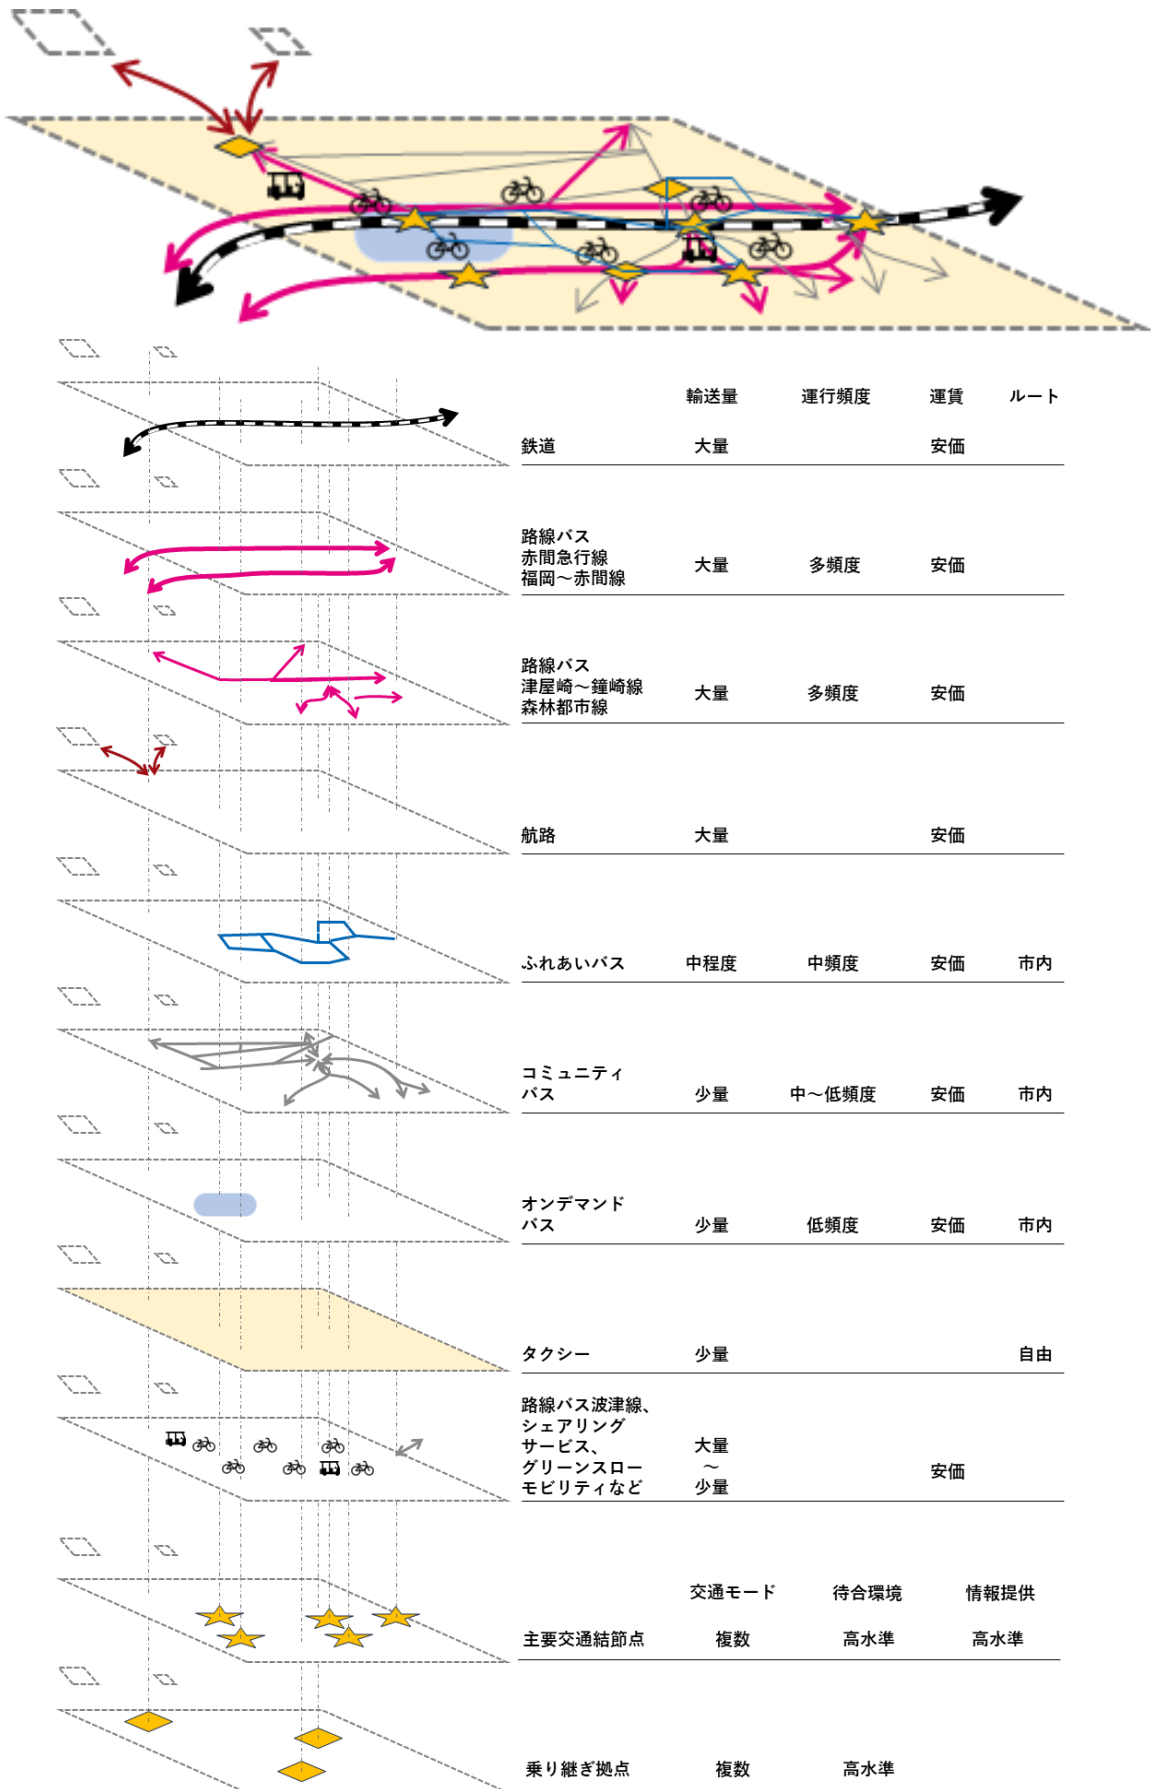 輸送量 運行頻度 運賃 ルート
鉄道 大量 安価
路線バス
赤間急行線
福岡～赤間線 大量 多頻度 安価
路線バス
津屋崎～鐘崎線
森林都市線 大量 多頻度 安価
航路 大量 安価
ふれあいバス 中程度 中頻度 安価 市内
コミュニティ
バス 少量 中～低頻度 安価 市内
オンデマンド
バス 少量 低頻度 安価 市内
タクシー 少量 自由
路線バス波津線、
シェアリング
サービス、
グリーンスロー
モビリティなど
大量
～
少量
安価
交通モード 待合環境 情報提供
主要交通結節点 複数 高水準 高水準
乗り継ぎ拠点 複数 高水準